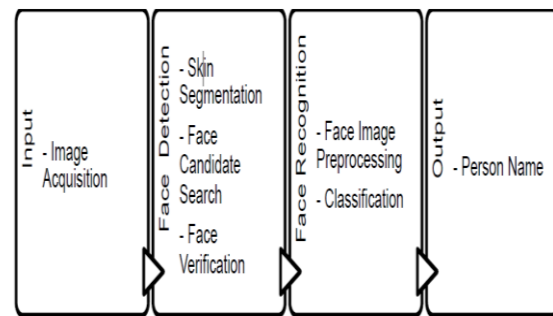 Input
- Image
Acquisition
Face Detection
- Skin
Segmentation
- Face
Candidate
Search
- Face
Verification
Face Recognition
- Face Image
Preprocessing
- Classification
Output
- Person Name